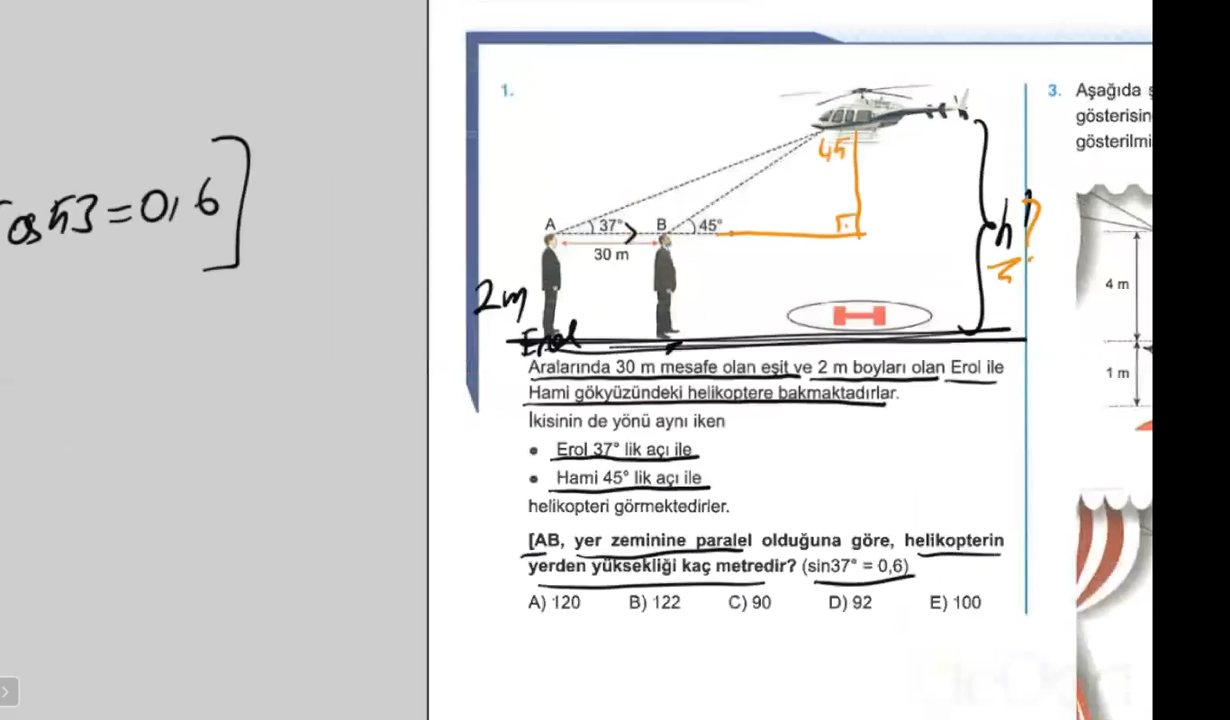 cos53=0,6]
1.
45
A 37° B 45°
30 m
h
?
2m
Erol
Aralarında 30 m mesafe olan eşit ve 2 m boyları olan Erol ile
Hami gökyüzündeki helikoptere bakmaktadırlar.
İkisinin de yönü aynı iken
• Erol 37° lik açı ile
• Hami 45° lik açı ile
helikopteri görmektedirler.
[AB, yer zeminine paralel olduğuna göre, helikopterin
yerden yüksekliği kaç metredir? (sin37° = 0,6)
A) 120 B) 122 C) 90 D) 92 E) 100
3. Aşağıda
gösterisin
gösterilmi
4 m
1 m